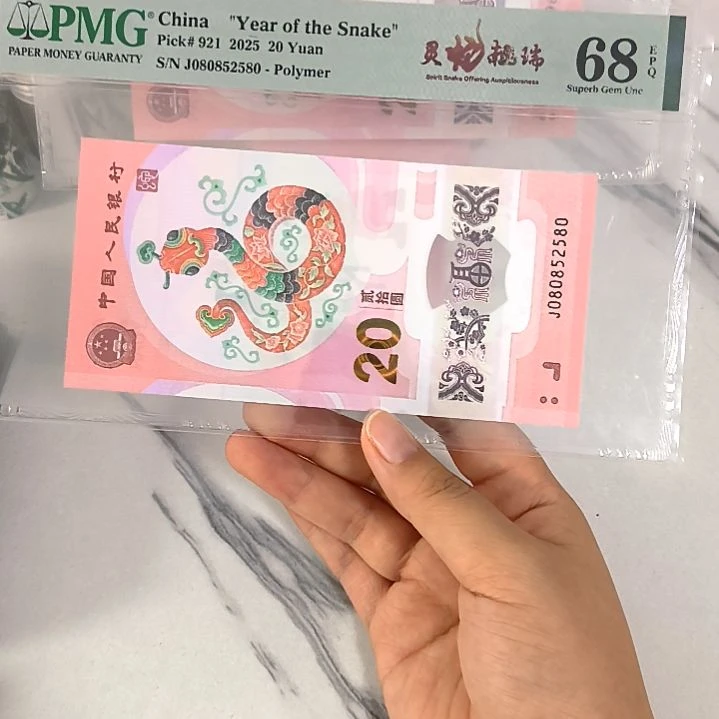 PMG®
PAPER MONEY GUARANTY
China "Year of the Snake"
Pick# 921 2025 20 Yuan
S/N J080852580 - Polymer
Spirit Snake Offering Auspiciousness
68
EPQ
Superb Gem Unc
中国人民银行
贰拾圆
20
J080852580